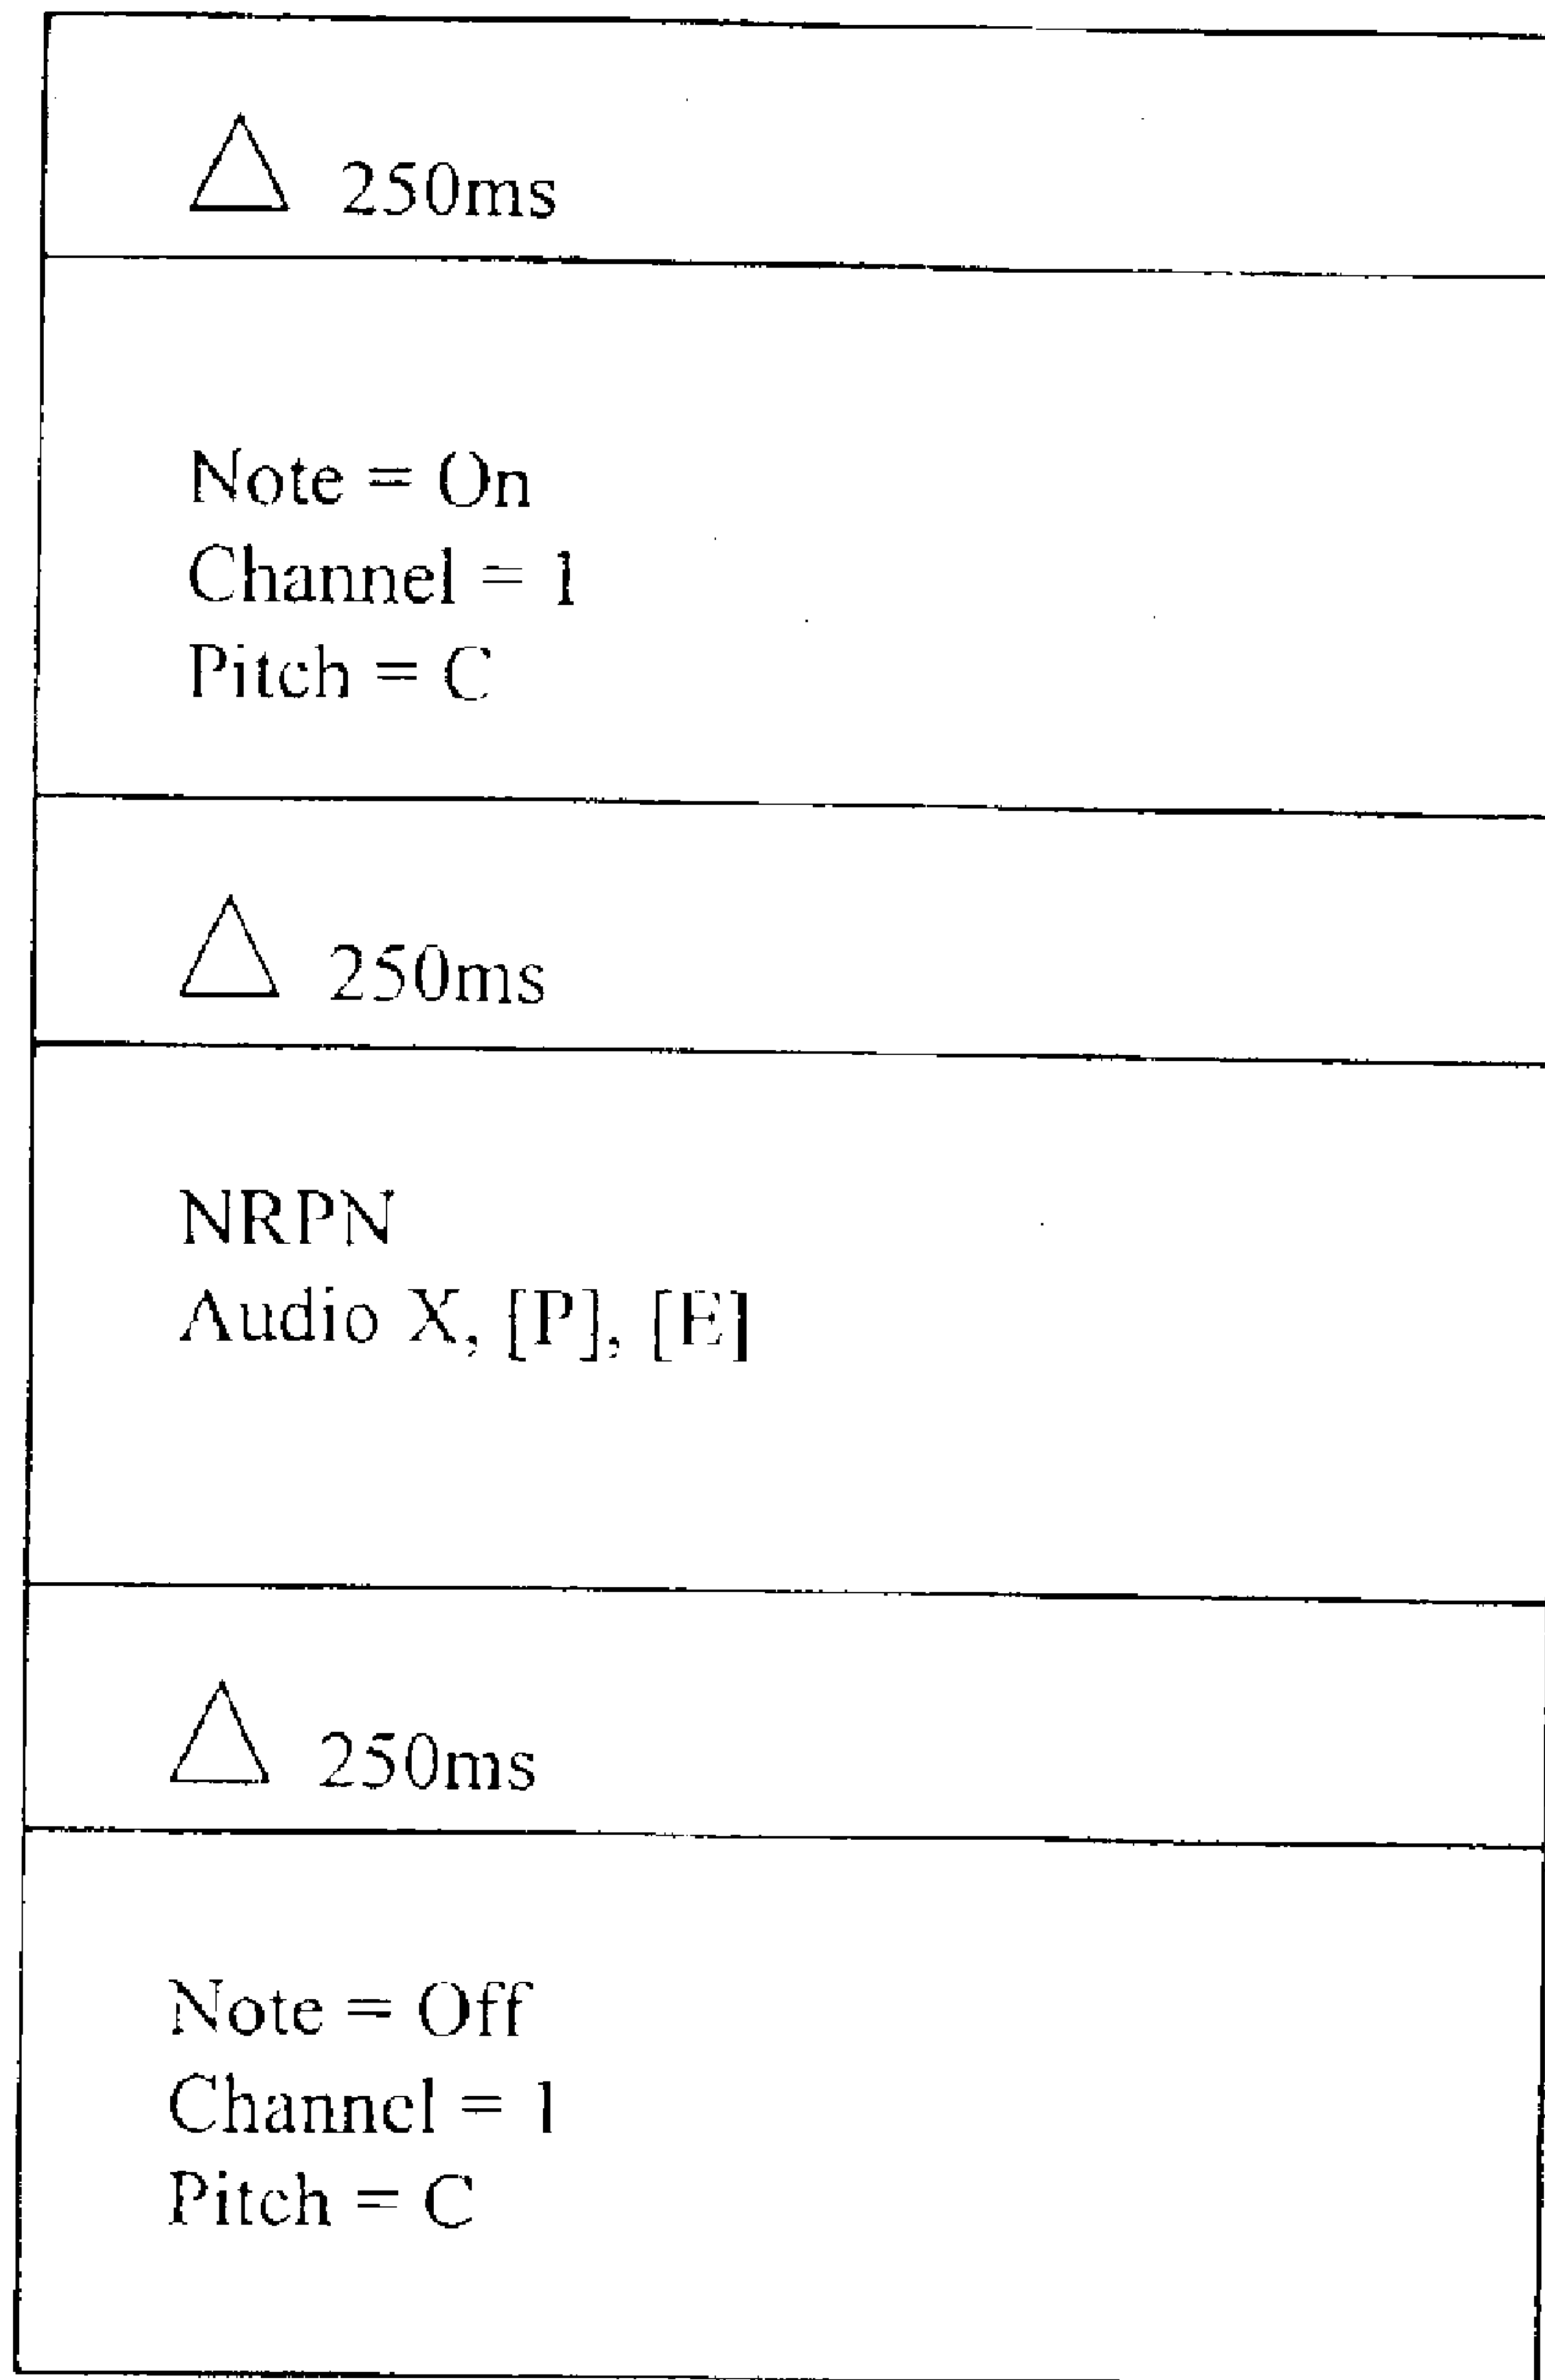 △ 250ms
Note = On
Channel = 1
Pitch = C
△ 250ms
NRPN
Audio X, [P], [E]
△ 250ms
Note = Off
Channel = 1
Pitch = C